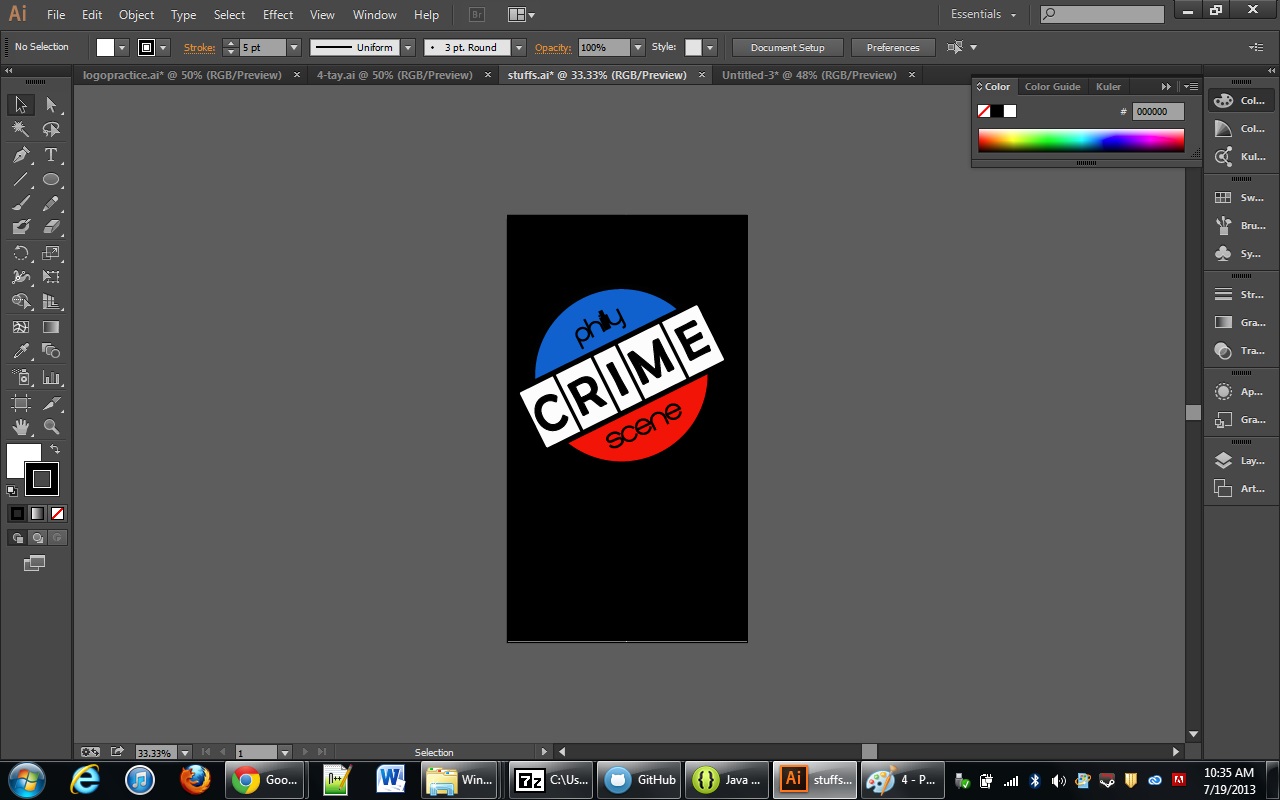 Ai File Edit Object Type Select Effect View Window Help Br Essentials
No Selection Stroke: 5 pt Uniform 3 pt. Round Opacity: 100% Style: Document Setup Preferences
logopractice.ai* @ 50% (RGB/Preview) × 4-tay.ai @ 50% (RGB/Preview) × stuffs.ai* @ 33.33% (RGB/Preview) × Untitled-3* @ 48% (RGB/Preview) ×
Color Color Guide Kuler
# 000000
Col...
Col...
Kul...
Sw...
Bru...
Sy...
Str...
Gra...
Tra...
Ap...
Gra...
Lay...
Art...
philly
CRIME
scene
33.33% 1 Selection
Goo... Win... 7z C:\Us... GitHub Java ... Ai stuffs... 4 - P...
10:35 AM
7/19/2013